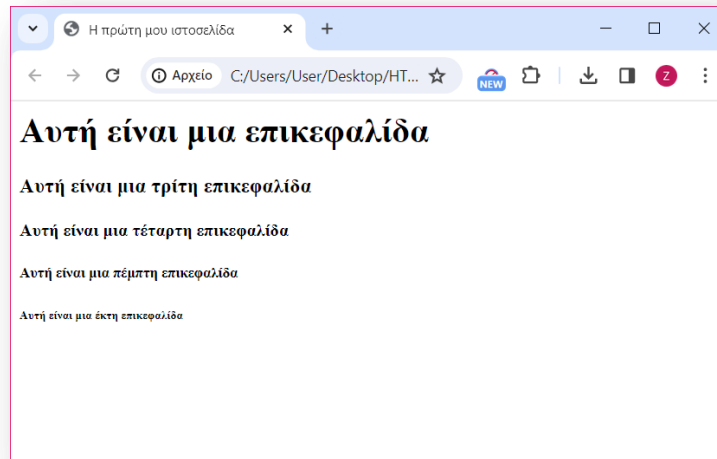 Η πρώτη μου ιστοσελίδα
Αρχείο C:/Users/User/Desktop/HT...
NEW
Z
Αυτή είναι μια επικεφαλίδα
Αυτή είναι μια τρίτη επικεφαλίδα
Αυτή είναι μια τέταρτη επικεφαλίδα
Αυτή είναι μια πέμπτη επικεφαλίδα
Αυτή είναι μια έκτη επικεφαλίδα